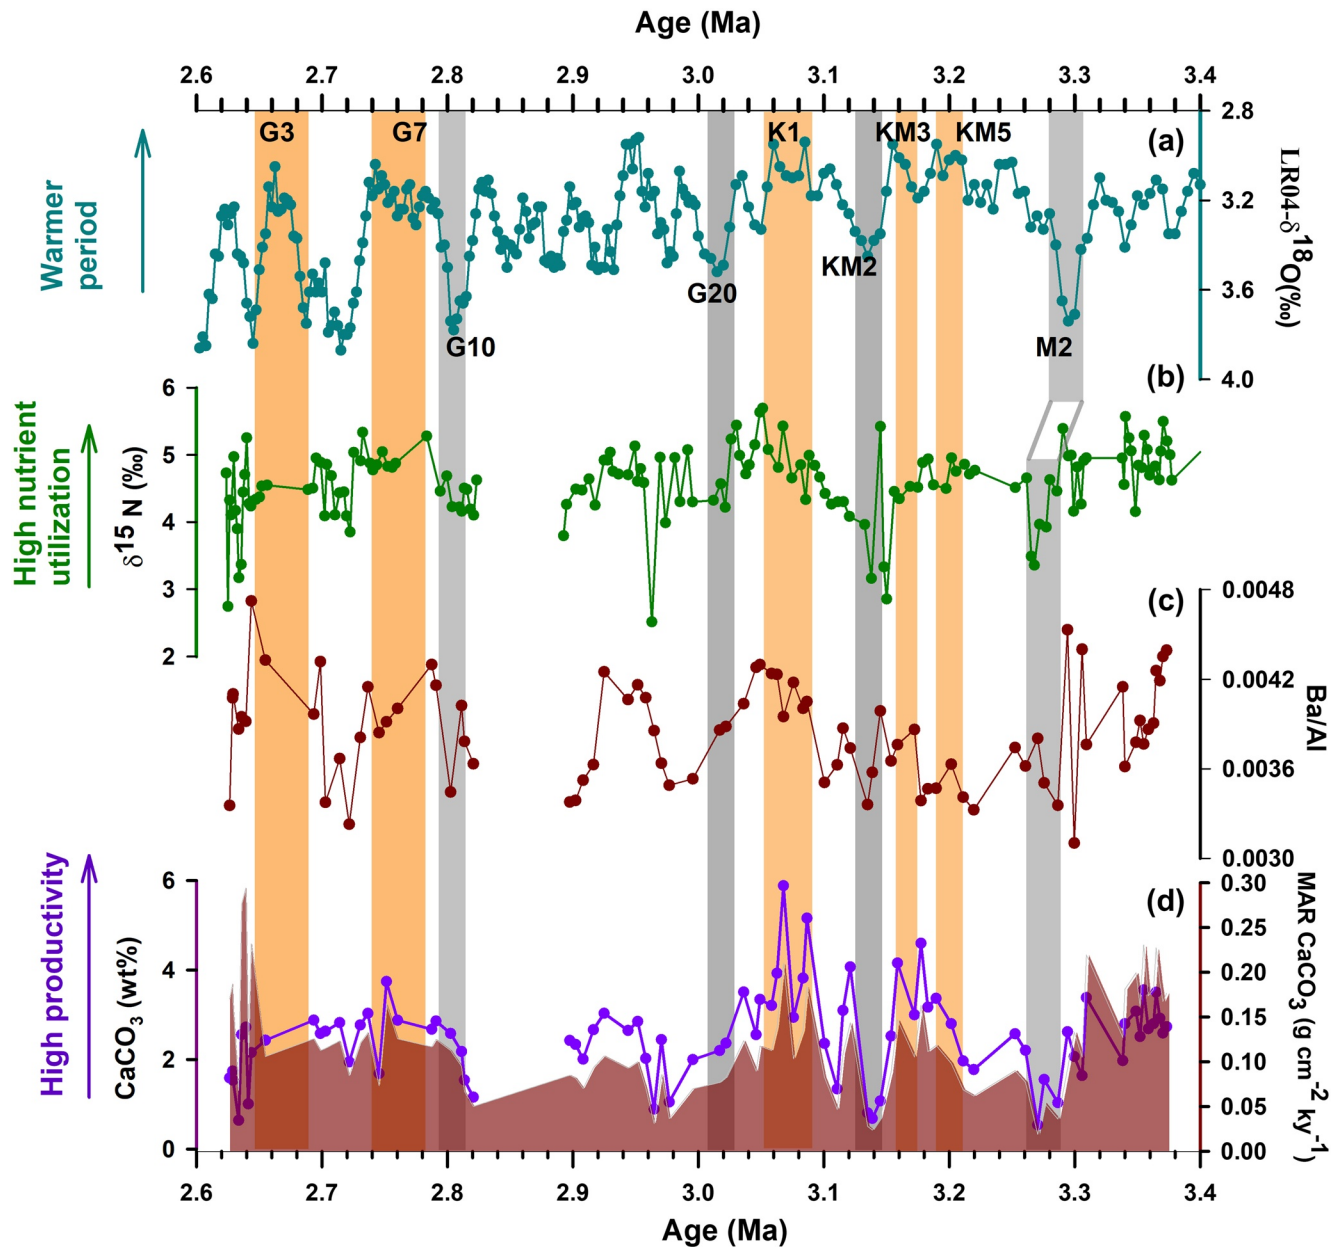 Age (Ma)
2.6 2.7 2.8 2.9 3.0 3.1 3.2 3.3 3.4
G3 G7 K1 KM3 KM5 (a) 2.8
3.2
3.6
4.0
LR04-δ¹⁸O(‰)
Warmer
period
G10 G20 KM2 M2
(b)
6
5
4
3
2
δ¹⁵ N (‰)
High nutrient
utilization
(c) 0.0048
0.0042
0.0036
0.0030
Ba/Al
High productivity
CaCO₃ (wt%)
6
4
2
0
(d)
0.30
0.25
0.20
0.15
0.10
0.05
0.00
MAR CaCO₃ (g cm⁻² ky⁻¹)
2.6 2.7 2.8 2.9 3.0 3.1 3.2 3.3 3.4
Age (Ma)